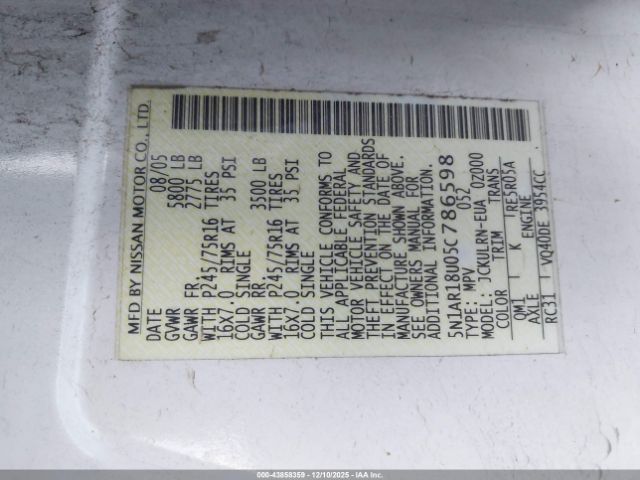 MFD BY NISSAN MOTOR CO., LTD.
DATE 08/05
GVWR 5800 LB
GAWR FR. 2775 LB
WITH P245/75R16 TIRES
16X7.0 RIMS AT 35 PSI
COLD SINGLE
GAWR RR. 3500 LB
WITH P245/75R16 TIRES
16X7.0 RIMS AT 35 PSI
COLD SINGLE
THIS VEHICLE CONFORMS TO
ALL APPLICABLE FEDERAL
MOTOR VEHICLE SAFETY AND
THEFT PREVENTION STANDARDS
IN EFFECT ON THE DATE OF
MANUFACTURE SHOWN ABOVE.
SEE OWNERS MANUAL FOR
ADDITIONAL INFORMATION.
5N1AR18U05C786598
TYPE: MPV 052
MODEL: JCKULRN-EUA 02000
COLOR TRIM TRANS
QM1 K RE5R05A
AXLE ENGINE
RC31 VQ40DE 3954CC
000-43858359 - 12/10/2025 - IAAI.COM